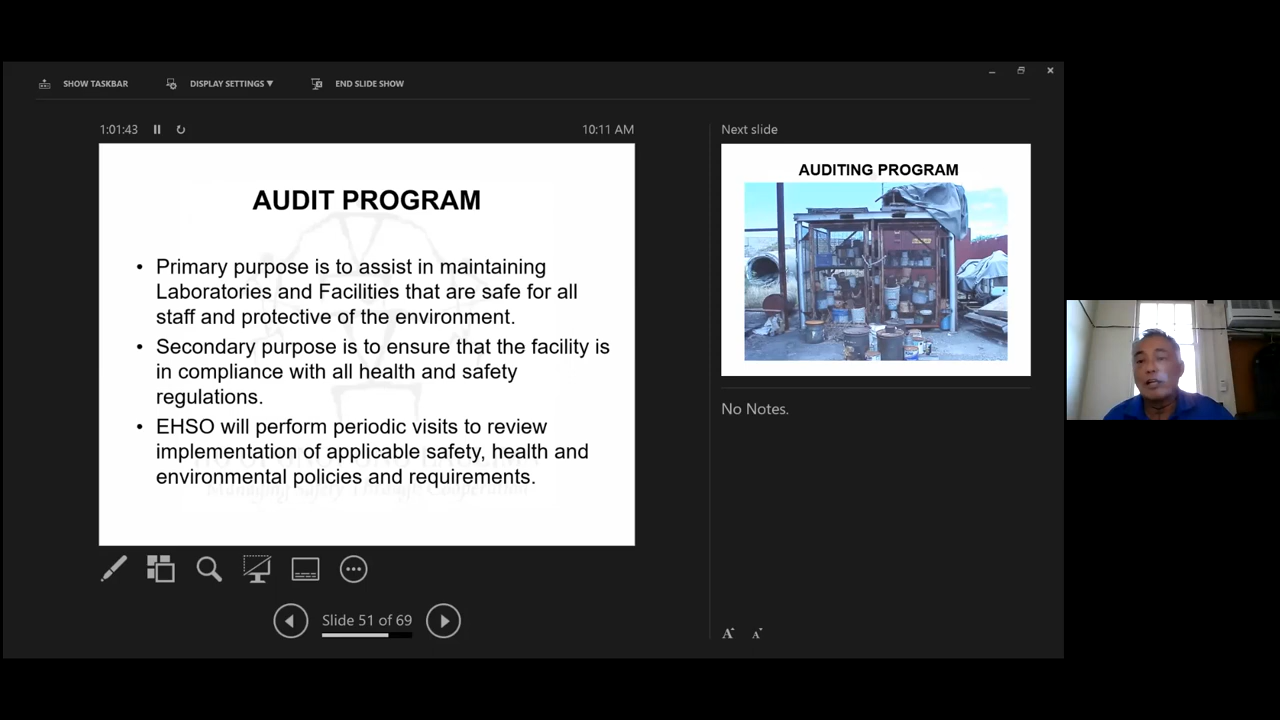 SHOW TASKBAR
DISPLAY SETTINGS ▼
END SLIDE SHOW
1:01:43
10:11 AM
AUDIT PROGRAM
• Primary purpose is to assist in maintaining
Laboratories and Facilities that are safe for all
staff and protective of the environment.
• Secondary purpose is to ensure that the facility is
in compliance with all health and safety
regulations.
• EHSO will perform periodic visits to review
implementation of applicable safety, health and
environmental policies and requirements.
Slide 51 of 69
Next slide
AUDITING PROGRAM
No Notes.
A A